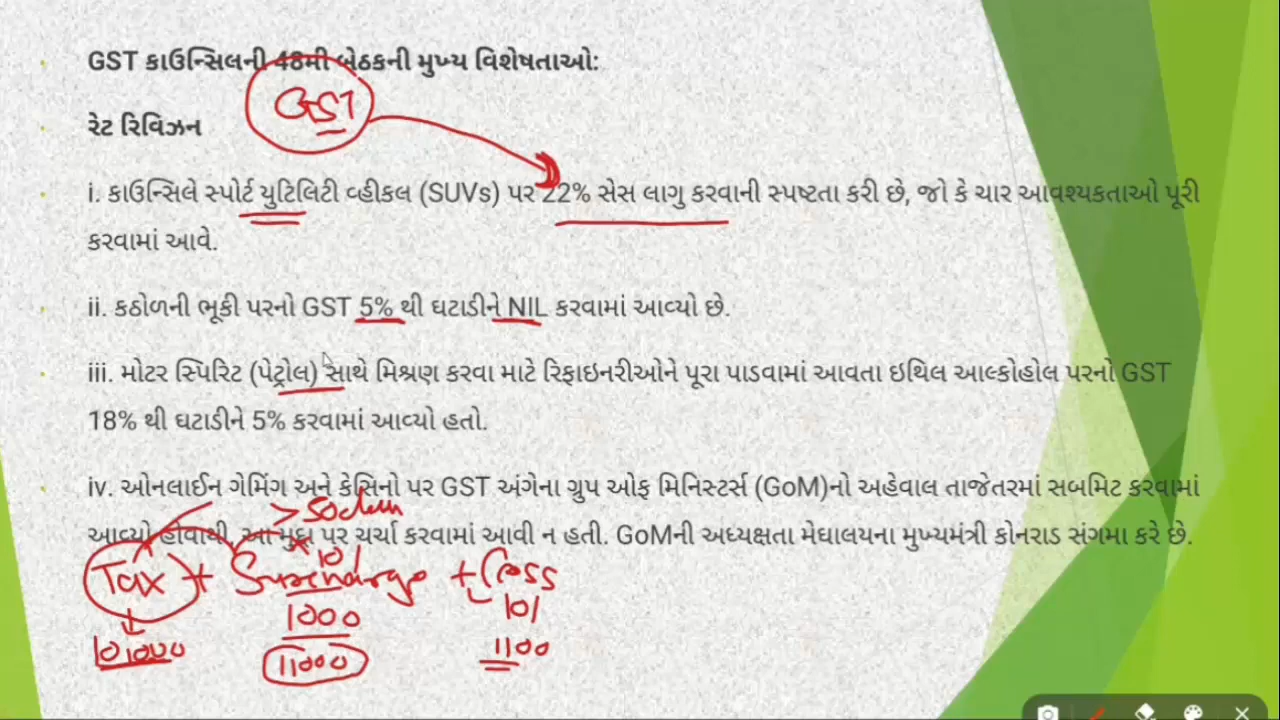 GST કાઉન્સિલની 48મી બેઠકની મુખ્ય વિશેષતાઓ:
GST
રેટ રિવિઝન
i. કાઉન્સિલે સ્પોર્ટ યુટિલિટી વ્હીકલ (SUVs) પર 22% સેસ લાગુ કરવાની સ્પષ્ટતા કરી છે, જો કે ચાર આવશ્યકતાઓ પૂરી
કરવામાં આવે.
ii. કઠોળની ભૂકી પરનો GST 5% થી ઘટાડીને NIL કરવામાં આવ્યો છે.
iii. મોટર સ્પિરિટ (પેટ્રોલ) સાથે મિશ્રણ કરવા માટે રિફાઇનરીઓને પૂરા પાડવામાં આવતા ઇથિલ આલ્કોહોલ પરનો GST
18% થી ઘટાડીને 5% કરવામાં આવ્યો હતો.
iv. ઓનલાઈન ગેમિંગ અને કેસિનો પર GST અંગેના ગ્રુપ ઓફ મિનિસ્ટર્સ (GoM)નો અહેવાલ તાજેતરમાં સબમિટ કરવામાં
આવ્યો હોવાથી, આ મુદ્દા પર ચર્ચા કરવામાં આવી ન હતી. GoMની અધ્યક્ષતા મેઘાલયના મુખ્યમંત્રી કોનરાડ સંગમા કરે છે.
Tax + Surcharge + Cess
1000
1100
11000